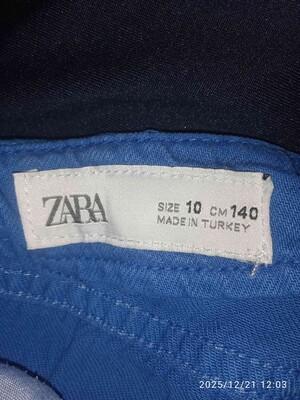 ZARA
SIZE 10 CM 140
MADE IN TURKEY
2025/12/21 12:03